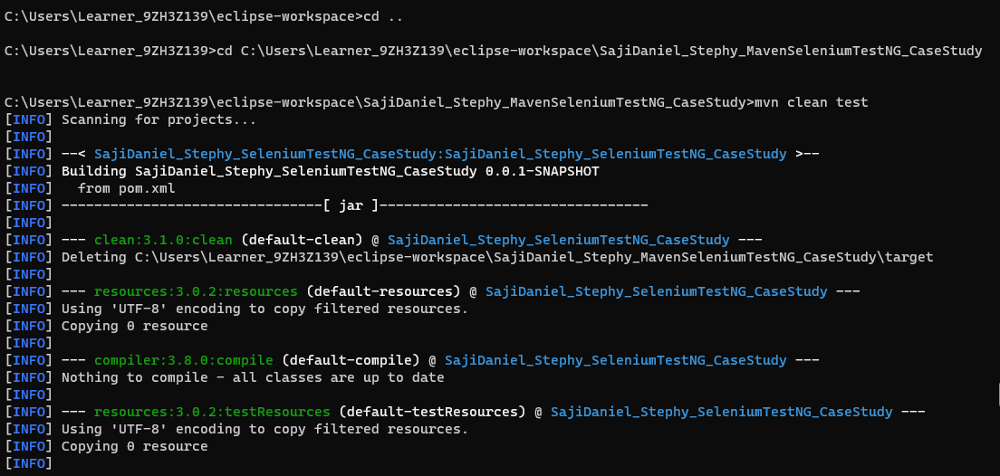 C:\Users\Learner_9ZH3Z139\eclipse-workspace>cd ..
C:\Users\Learner_9ZH3Z139>cd C:\Users\Learner_9ZH3Z139\eclipse-workspace\SajiDaniel_Stephy_MavenSeleniumTestNG_CaseStudy
C:\Users\Learner_9ZH3Z139\eclipse-workspace\SajiDaniel_Stephy_MavenSeleniumTestNG_CaseStudy>mvn clean test
[INFO] Scanning for projects...
[INFO]
[INFO] --< SajiDaniel_Stephy_SeleniumTestNG_CaseStudy:SajiDaniel_Stephy_SeleniumTestNG_CaseStudy >--
[INFO] Building SajiDaniel_Stephy_SeleniumTestNG_CaseStudy 0.0.1-SNAPSHOT
[INFO]   from pom.xml
[INFO] --------------------------------[ jar ]---------------------------------
[INFO]
[INFO] --- clean:3.1.0:clean (default-clean) @ SajiDaniel_Stephy_SeleniumTestNG_CaseStudy ---
[INFO] Deleting C:\Users\Learner_9ZH3Z139\eclipse-workspace\SajiDaniel_Stephy_MavenSeleniumTestNG_CaseStudy\target
[INFO]
[INFO] --- resources:3.0.2:resources (default-resources) @ SajiDaniel_Stephy_SeleniumTestNG_CaseStudy ---
[INFO] Using 'UTF-8' encoding to copy filtered resources.
[INFO] Copying 0 resource
[INFO]
[INFO] --- compiler:3.8.0:compile (default-compile) @ SajiDaniel_Stephy_SeleniumTestNG_CaseStudy ---
[INFO] Nothing to compile - all classes are up to date
[INFO]
[INFO] --- resources:3.0.2:testResources (default-testResources) @ SajiDaniel_Stephy_SeleniumTestNG_CaseStudy ---
[INFO] Using 'UTF-8' encoding to copy filtered resources.
[INFO] Copying 0 resource
[INFO]